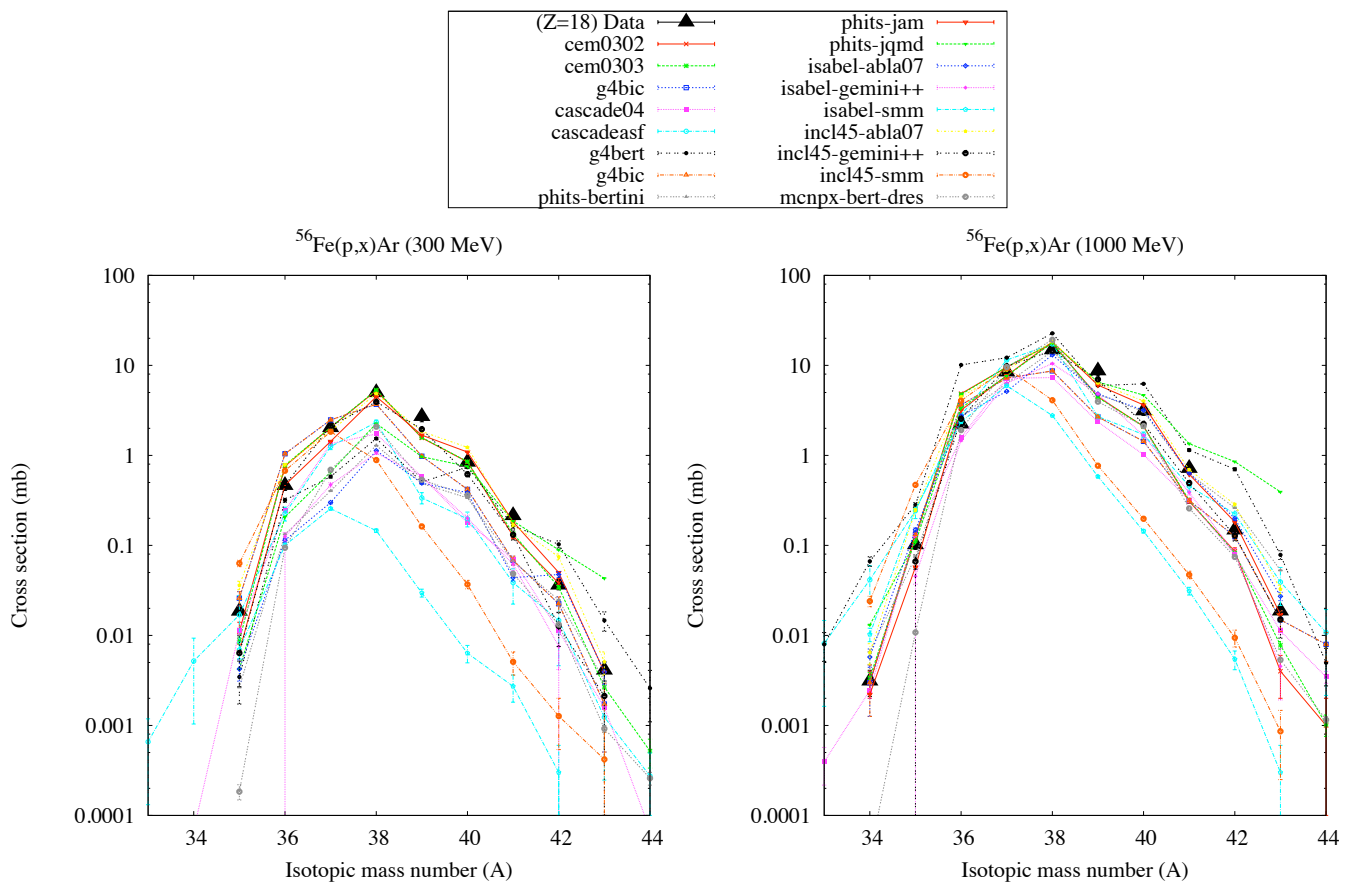 (Z=18) Data
cem0302
cem0303
g4bic
cascade04
cascadeasf
g4bert
g4bic
phits-bertini
phits-jam
phits-jqmd
isabel-abla07
isabel-gemini++
isabel-smm
incl45-abla07
incl45-gemini++
incl45-smm
mcnpx-bert-dres
56Fe(p,x)Ar (300 MeV)
100
10
1
0.1
0.01
0.001
0.0001
Cross section (mb)
34 36 38 40 42 44
Isotopic mass number (A)
56Fe(p,x)Ar (1000 MeV)
100
10
1
0.1
0.01
0.001
0.0001
Cross section (mb)
34 36 38 40 42 44
Isotopic mass number (A)